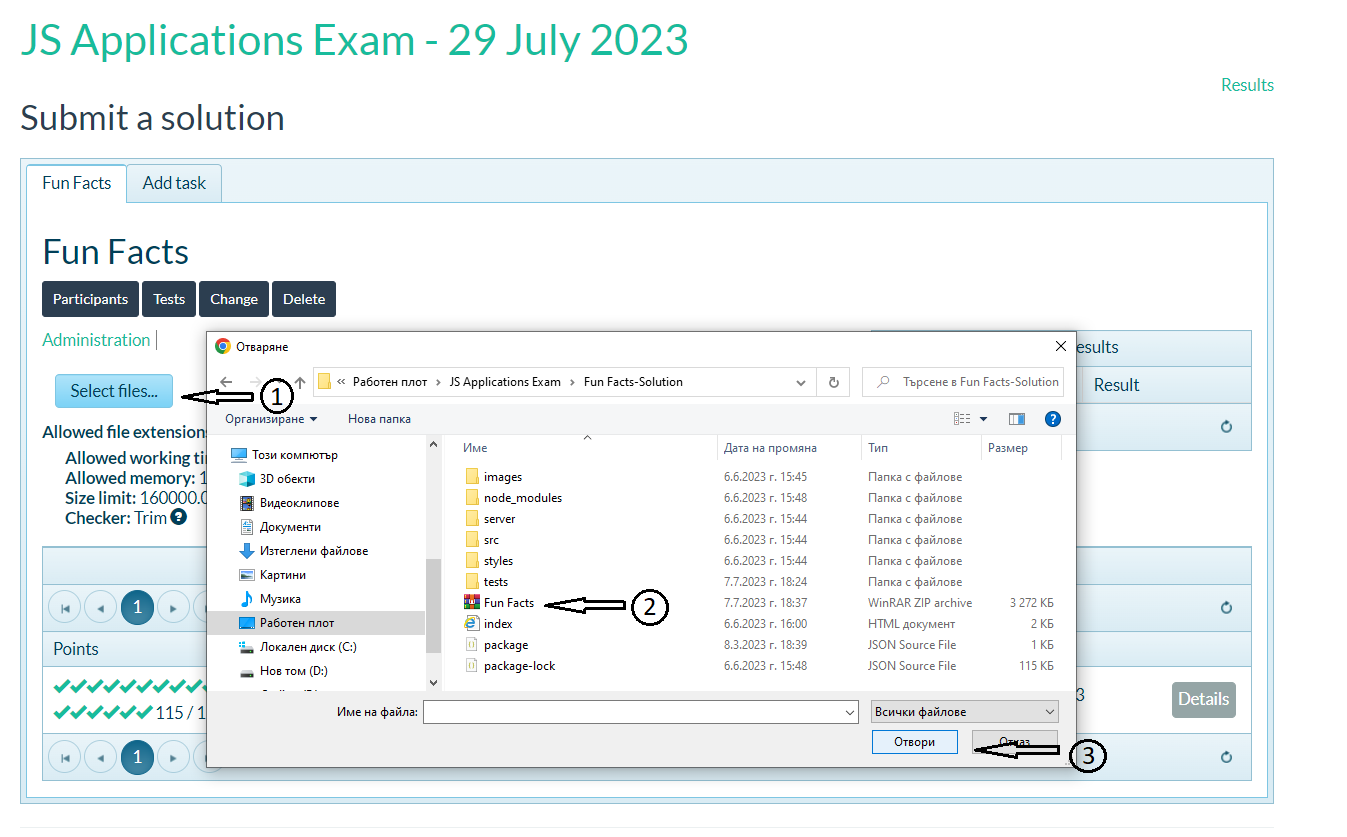 JS Applications Exam - 29 July 2023
Results
Submit a solution
Fun Facts Add task
Fun Facts
Participants Tests Change Delete
Administration
esults
Select files...
1
Result
Allowed file extension
Allowed working ti
Allowed memory: 1
Size limit: 160000.0
Checker: Trim ?
1
Points
115 / 1
3
Details
1
Отваряне
« Работен плот › JS Applications Exam › Fun Facts-Solution
Търсене в Fun Facts-Solution
Организиране Нова папка
?
Този компютър
3D обекти
Видеоклипове
Документи
Изтеглени файлове
Картини
Музика
Работен плот
Локален диск (C:)
Нов том (D:)
Име Дата на промяна Тип Размер
images 6.6.2023 г. 15:45 Папка с файлове
node_modules 6.6.2023 г. 15:48 Папка с файлове
server 6.6.2023 г. 15:44 Папка с файлове
src 6.6.2023 г. 15:44 Папка с файлове
styles 6.6.2023 г. 15:44 Папка с файлове
tests 7.7.2023 г. 18:24 Папка с файлове
Fun Facts 7.7.2023 г. 18:37 WinRAR ZIP archive 3 272 КБ
2
index 6.6.2023 г. 16:00 HTML документ 2 КБ
package 8.3.2023 г. 18:39 JSON Source File 1 КБ
package-lock 6.6.2023 г. 15:48 JSON Source File 115 КБ
Име на файла:
Всички файлове
Отвори Отказ
3